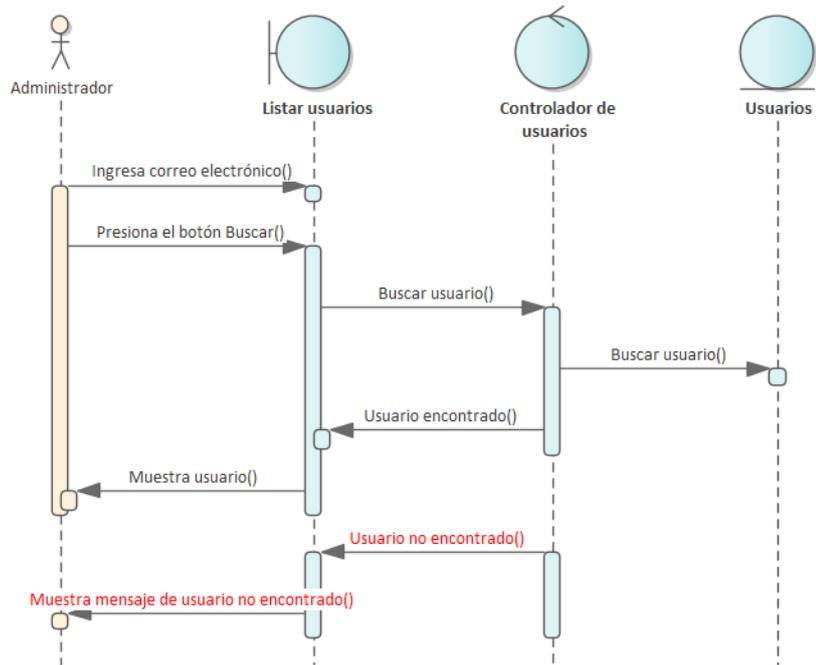 Administrador
Listar usuarios
Controlador de
usuarios
Usuarios
Ingresa correo electrónico()
Presiona el botón Buscar()
Buscar usuario()
Buscar usuario()
Usuario encontrado()
Muestra usuario()
Usuario no encontrado()
Muestra mensaje de usuario no encontrado()